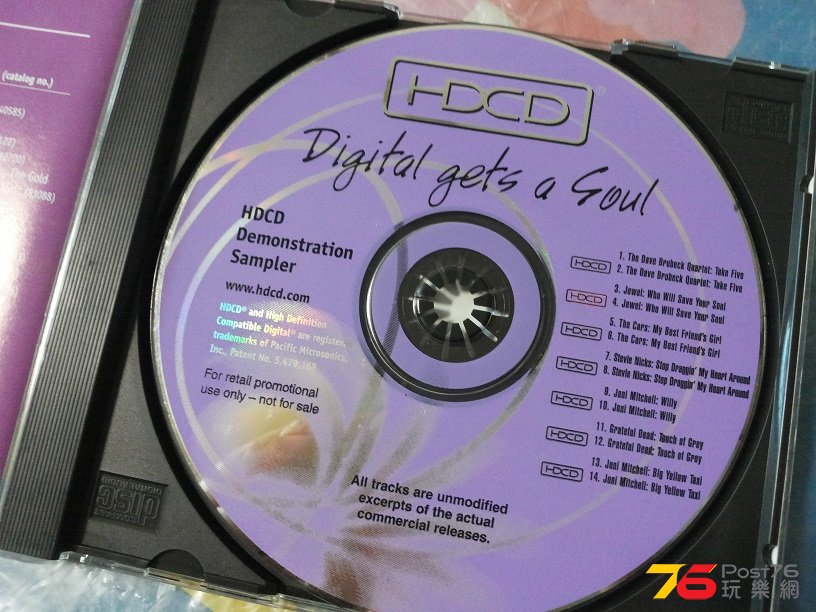 (catalog no.)
The Gold
HDCD
Digital gets a Soul
HDCD
Demonstration
Sampler
www.hdcd.com
HDCD® and High Definition
Compatible Digital® are register
trademarks of Pacific Microsonics,
Inc., Patent No. 5,479,168
For retail promotional
use only – not for sale
1. The Dave Brubeck Quartet: Take Five
HDCD 2. The Dave Brubeck Quartet: Take Five
3. Jewel: Who Will Save Your Soul
HDCD 4. Jewel: Who Will Save Your Soul
5. The Cars: My Best Friend's Girl
HDCD 6. The Cars: My Best Friend's Girl
7. Stevie Nicks: Stop Draggin' My Heart Around
HDCD 8. Stevie Nicks: Stop Draggin' My Heart Around
9. Joni Mitchell: Willy
HDCD 10. Joni Mitchell: Willy
11. Grateful Dead: Touch of Grey
HDCD 12. Grateful Dead: Touch of Grey
13. Joni Mitchell: Big Yellow Taxi
HDCD 14. Joni Mitchell: Big Yellow Taxi
All tracks are unmodified
excerpts of the actual
commercial releases.
COMPACT
disc
DIGITAL AUDIO
76 Post76
玩樂網